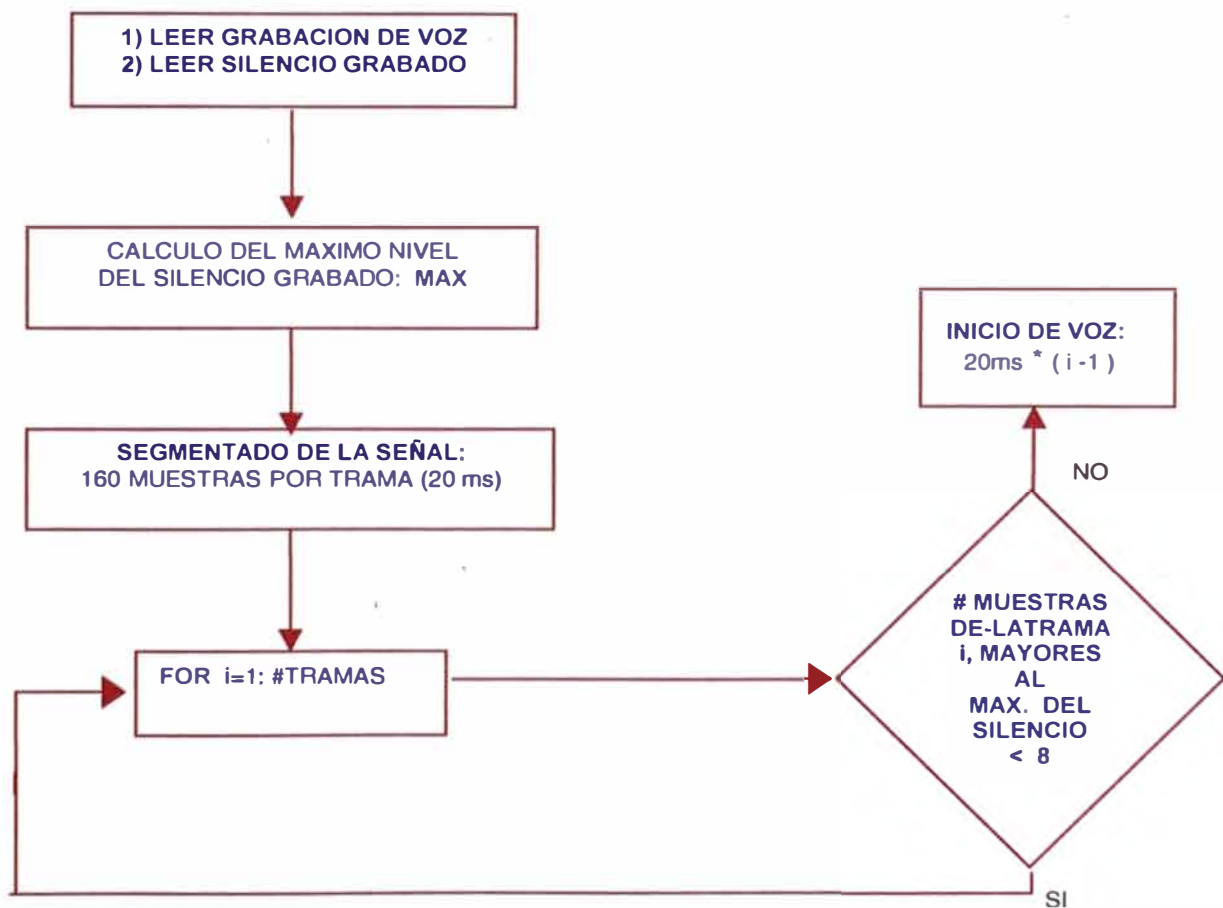 1) LEER GRABACION DE VOZ
2) LEER SILENCIO GRABADO
CALCULO DEL MAXIMO NIVEL
DEL SILENCIO GRABADO: MAX
SEGMENTADO DE LA SEÑAL:
160 MUESTRAS POR TRAMA (20 ms)
FOR i=1: #TRAMAS
# MUESTRAS
DE-LATRAMA
i, MAYORES
AL
MAX. DEL
SILENCIO
< 8
NO
INICIO DE VOZ:
20ms * ( i -1 )
SI